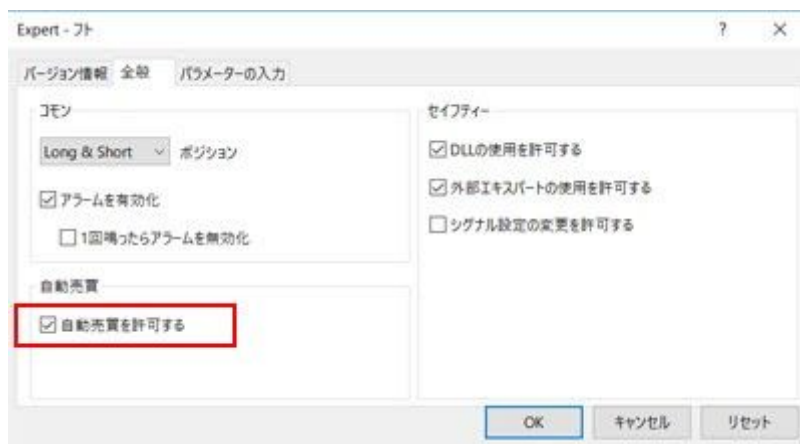 Expert - フト
? ×
バージョン情報 全般 パラメーターの入力
コモン
Long & Short ポジション
アラームを有効化
1回鳴ったらアラームを無効化
自動売買
自動売買を許可する
セイフティー
DLLの使用を許可する
外部エキスパートの使用を許可する
シグナル設定の変更を許可する
OK キャンセル リセット